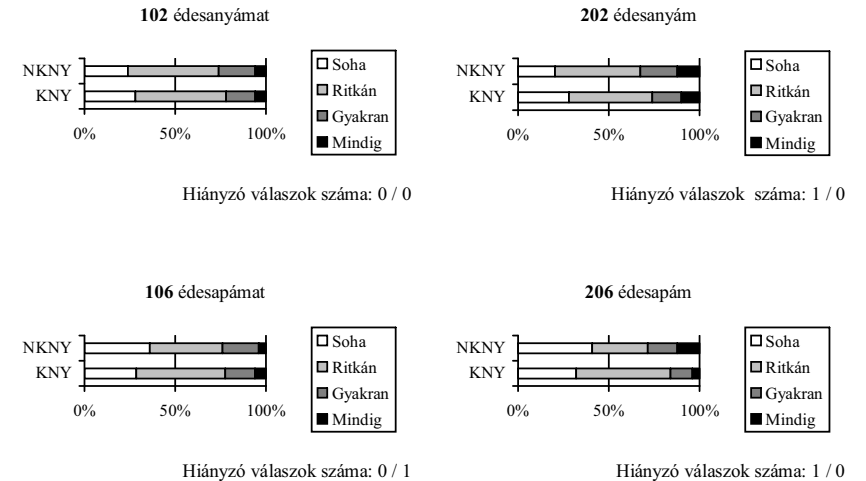 102 édesanyámat
NKNY
KNY
0% 50% 100%
Soha
Ritkán
Gyakran
Mindig
Hiányzó válaszok száma: 0 / 0
202 édesanyám
NKNY
KNY
0% 50% 100%
Soha
Ritkán
Gyakran
Mindig
Hiányzó válaszok száma: 1 / 0
106 édesapámat
NKNY
KNY
0% 50% 100%
Soha
Ritkán
Gyakran
Mindig
Hiányzó válaszok száma: 0 / 1
206 édesapám
NKNY
KNY
0% 50% 100%
Soha
Ritkán
Gyakran
Mindig
Hiányzó válaszok száma: 1 / 0